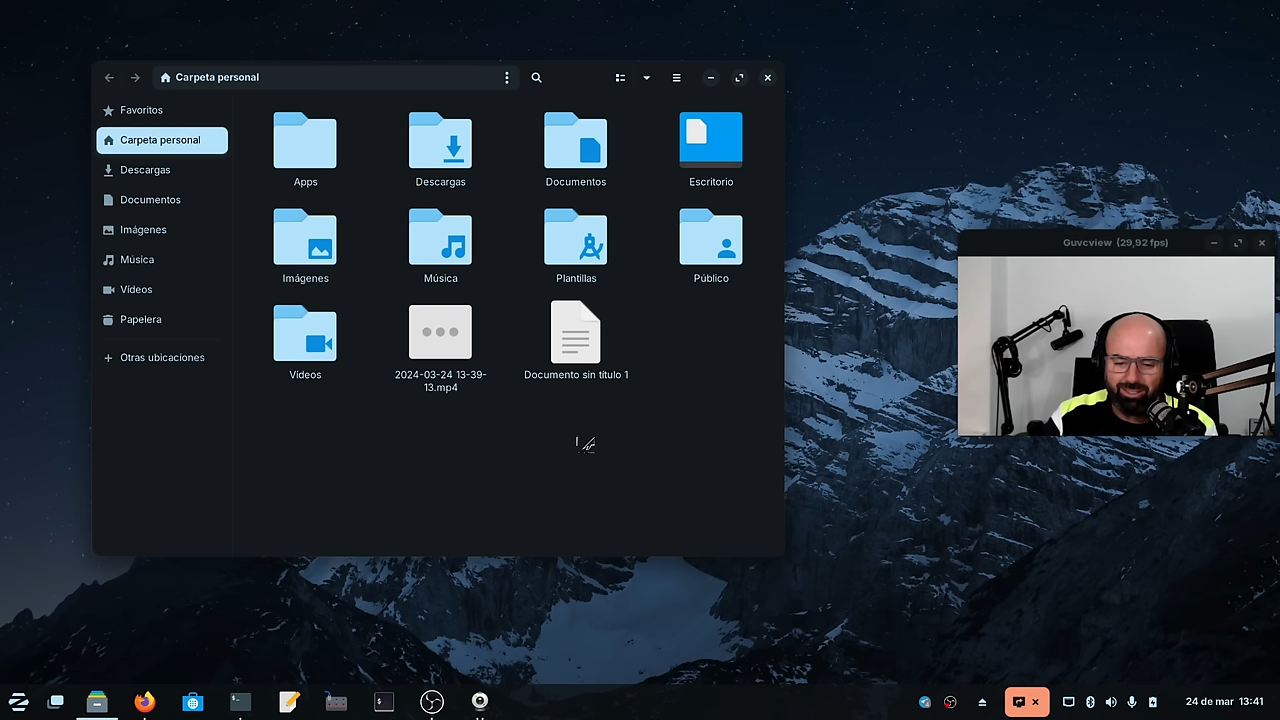 Carpeta personal
Favoritos
Carpeta personal
Descargas
Documentos
Imágenes
Música
Vídeos
Papelera
Otras ubicaciones
Apps
Descargas
Documentos
Escritorio
Imágenes
Música
Plantillas
Público
Vídeos
2024-03-24 13-39-
13.mp4
Documento sin título 1
Guvcview (29,92 fps)
24 de mar 13:41